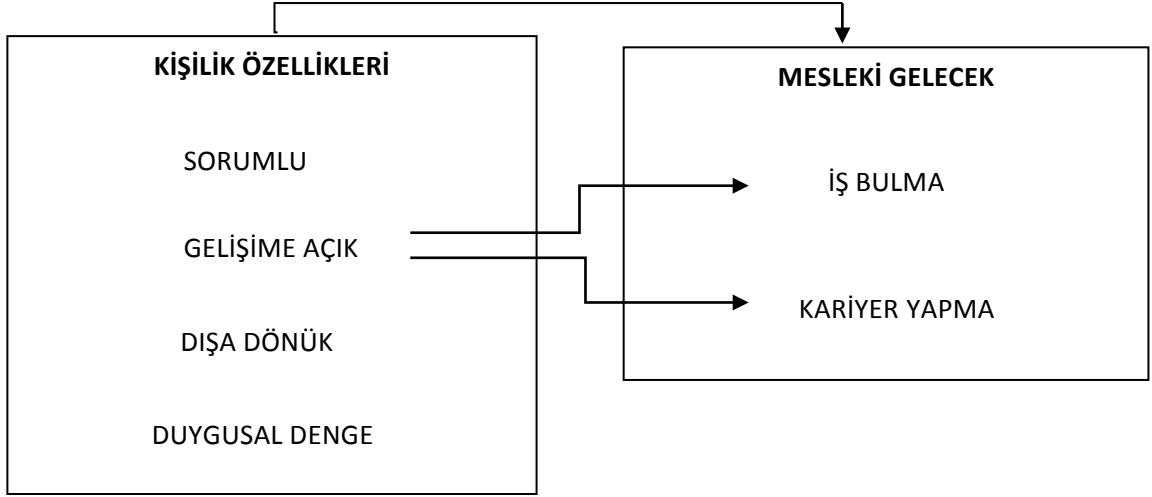 KİŞİLİK ÖZELLİKLERİ
SORUMLU
GELİŞİME AÇIK
DIŞA DÖNÜK
DUYGUSAL DENGE
MESLEKİ GELECEK
İŞ BULMA
KARİYER YAPMA